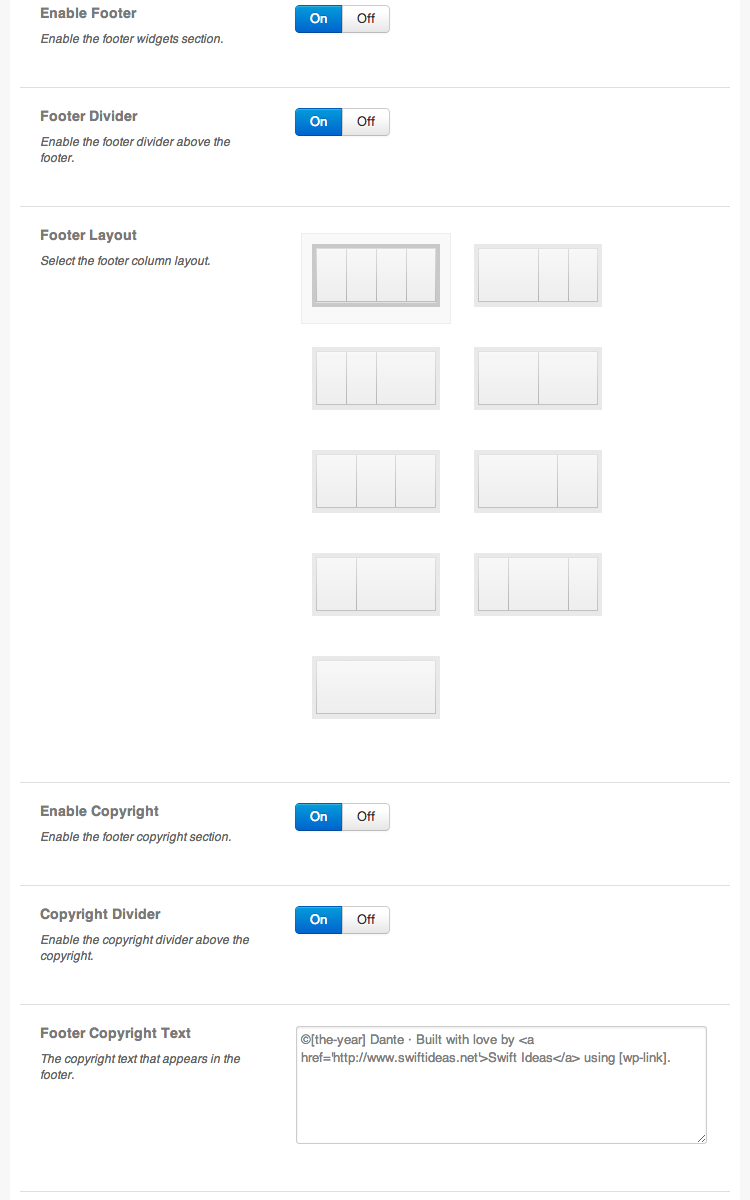 Enable Footer
On Off
Enable the footer widgets section.
Footer Divider
On Off
Enable the footer divider above the
footer.
Footer Layout
Select the footer column layout.
Enable Copyright
On Off
Enable the footer copyright section.
Copyright Divider
On Off
Enable the copyright divider above the
copyright.
Footer Copyright Text
The copyright text that appears in the
footer.
©[the-year] Dante · Built with love by <a
href='http://www.swiftideas.net'>Swift Ideas</a> using [wp-link].